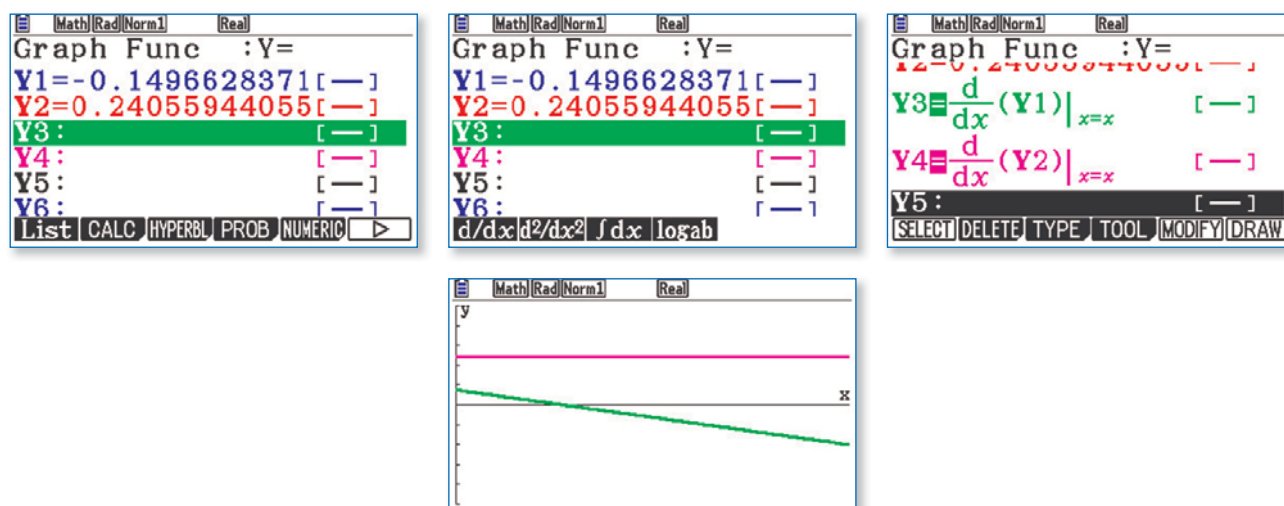 Math Rad Norm1 Real
Graph Func :Y=
Y1=-0.1496628371[—]
Y2=0.24055944055[—]
Y3: [—]
Y4: [—]
Y5: [—]
Y6: [—]
List CALC HYPERBL PROB NUMERIC ▷
Math Rad Norm1 Real
Graph Func :Y=
Y1=-0.1496628371[—]
Y2=0.24055944055[—]
Y3: [—]
Y4: [—]
Y5: [—]
Y6: [—]
d/dx d²/dx² ∫dx logab
Math Rad Norm1 Real
Graph Func :Y=
Y2=0.24055944055[—]
Y3=d/dx(Y1)|x=x [—]
Y4=d/dx(Y2)|x=x [—]
Y5: [—]
SELECT DELETE TYPE TOOL MODIFY DRAW
Math Rad Norm1 Real
y
x